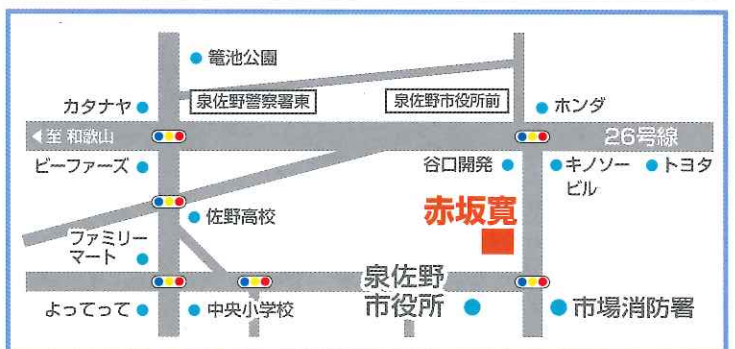 篭池公園
カタナヤ
泉佐野警察署東
泉佐野市役所前
ホンダ
至 和歌山
26号線
ビーファーズ
谷口開発
キノソー
ビル
トヨタ
佐野高校
赤坂寛
ファミリー
マート
泉佐野
市役所
よってって
中央小学校
市場消防署